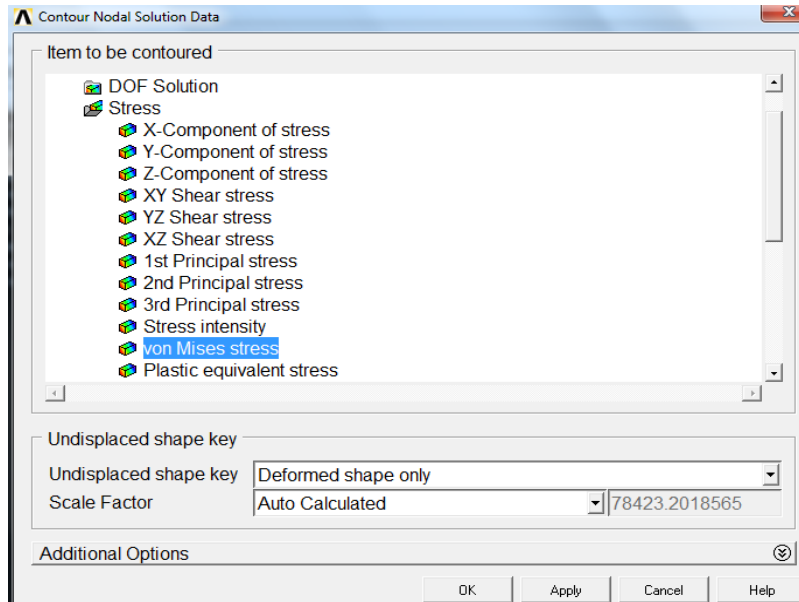 Contour Nodal Solution Data
Item to be contoured
DOF Solution
Stress
X-Component of stress
Y-Component of stress
Z-Component of stress
XY Shear stress
YZ Shear stress
XZ Shear stress
1st Principal stress
2nd Principal stress
3rd Principal stress
Stress intensity
von Mises stress
Plastic equivalent stress
Undisplaced shape key
Undisplaced shape key Deformed shape only
Scale Factor Auto Calculated 78423.2018565
Additional Options
OK Apply Cancel Help